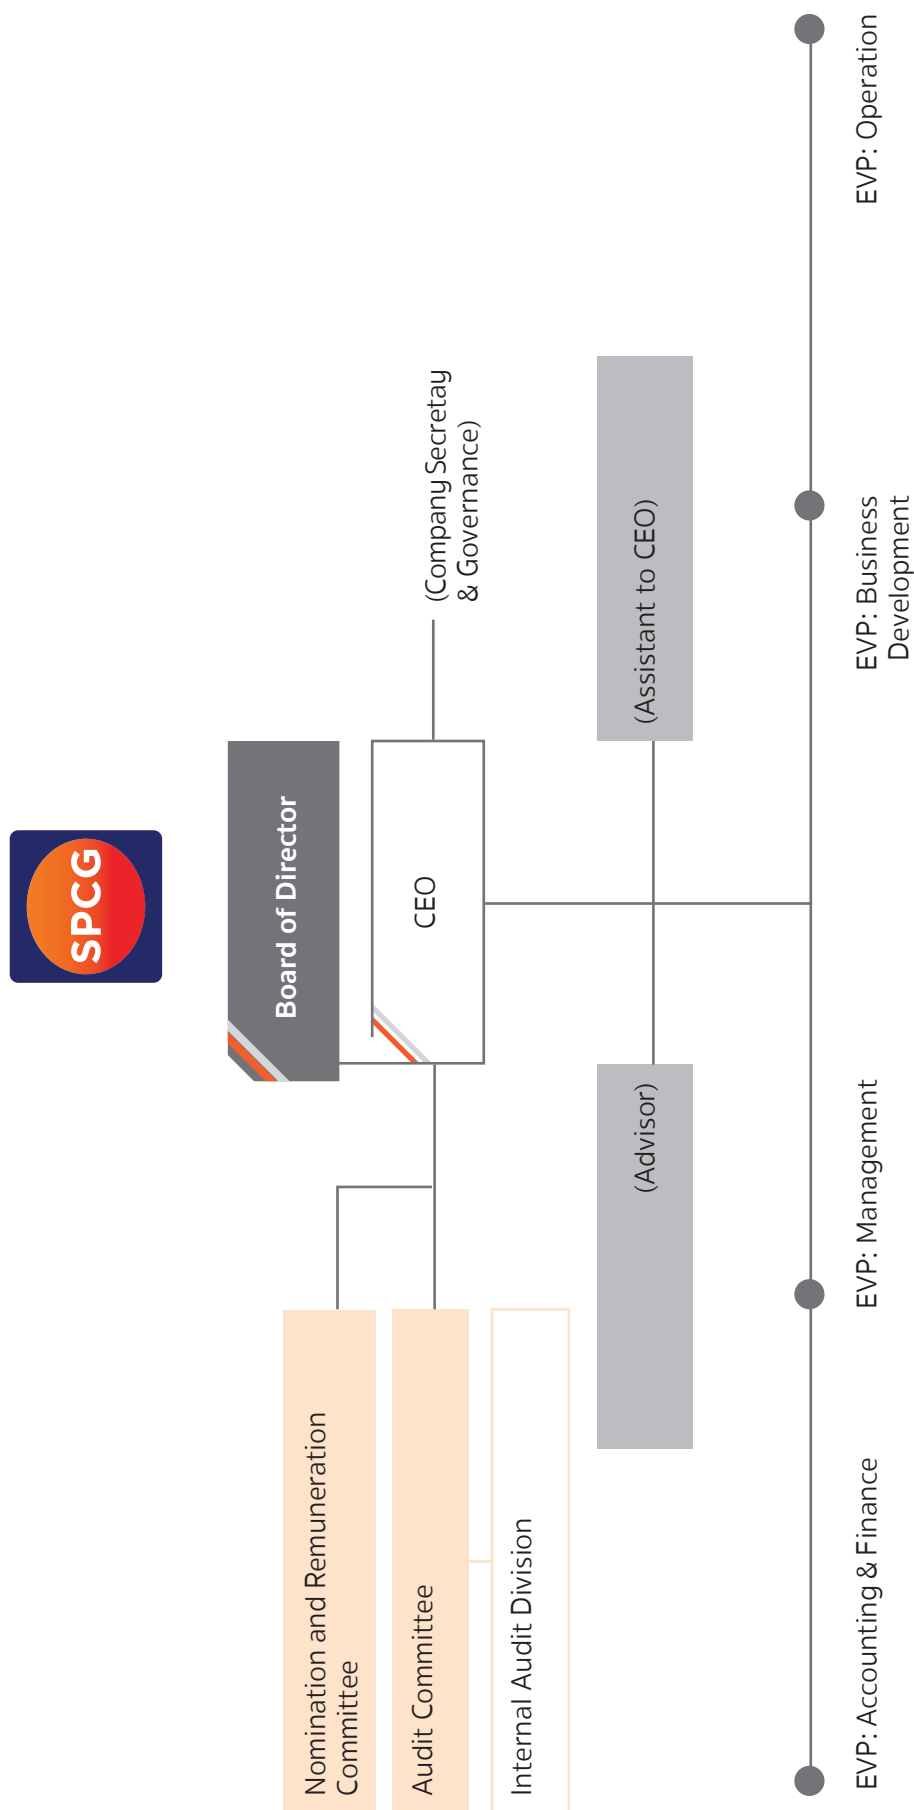 SPCG
Board of Director
Nomination and Remuneration
Committee
Audit Committee
Internal Audit Division
CEO
(Company Secretay
& Governance)
(Advisor)
(Assistant to CEO)
EVP: Accounting & Finance
EVP: Management
EVP: Business
Development
EVP: Operation